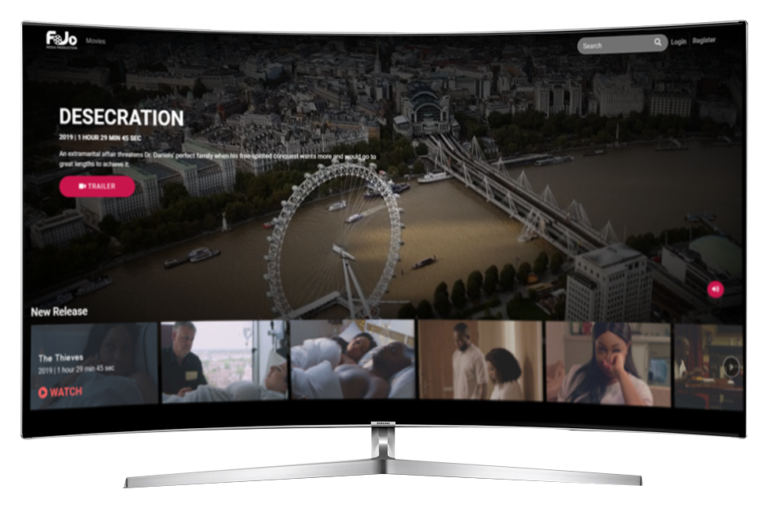 FoJo
Movies
Search
Login Register
DESECRATION
2019 | 1 HOUR 29 MIN 45 SEC
An extramarital affair threatens Dr. Daniels' perfect family when his free-spirited conquest wants more and would go to
great lengths to achieve it.
TRAILER
New Release
The Thieves
2019 | 1 hour 29 min 45 sec
WATCH
SAMSUNG